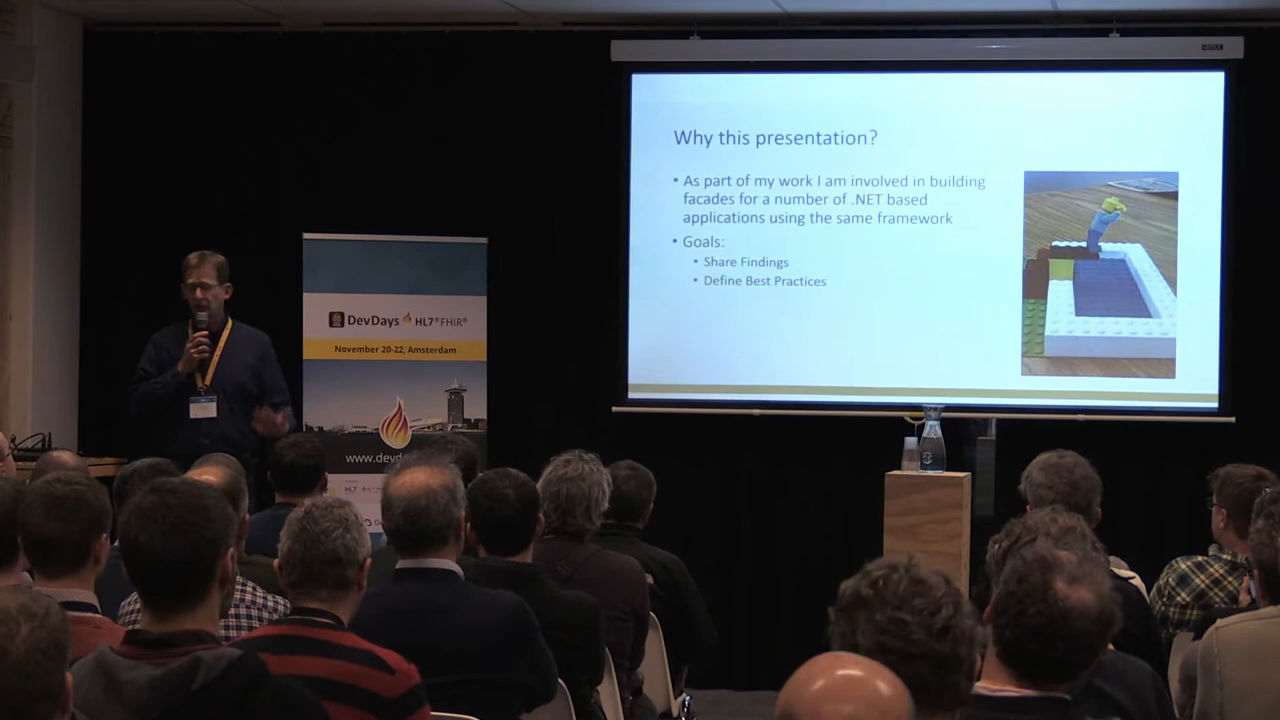 Why this presentation?
• As part of my work I am involved in building
facades for a number of .NET based
applications using the same framework
• Goals:
• Share Findings
• Define Best Practices
DevDays HL7® FHIR®
November 20-22, Amsterdam
www.devd
HL7